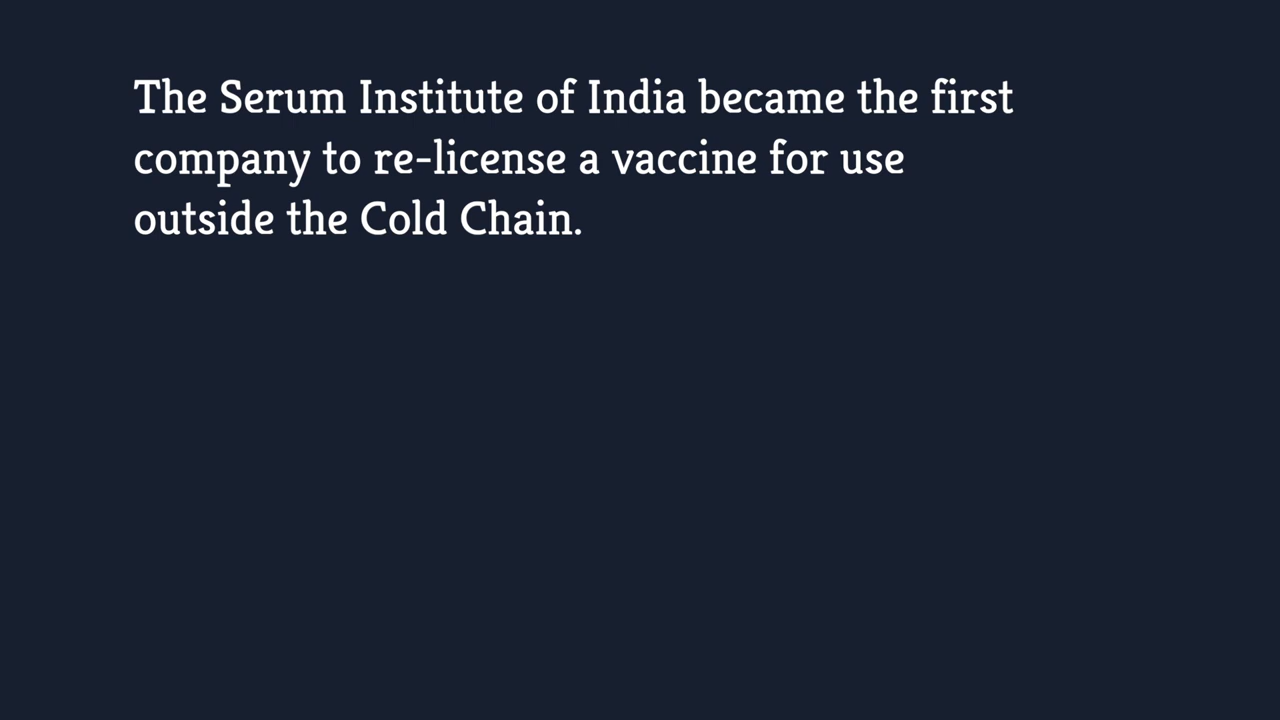 The Serum Institute of India became the first
company to re-license a vaccine for use
outside the Cold Chain.